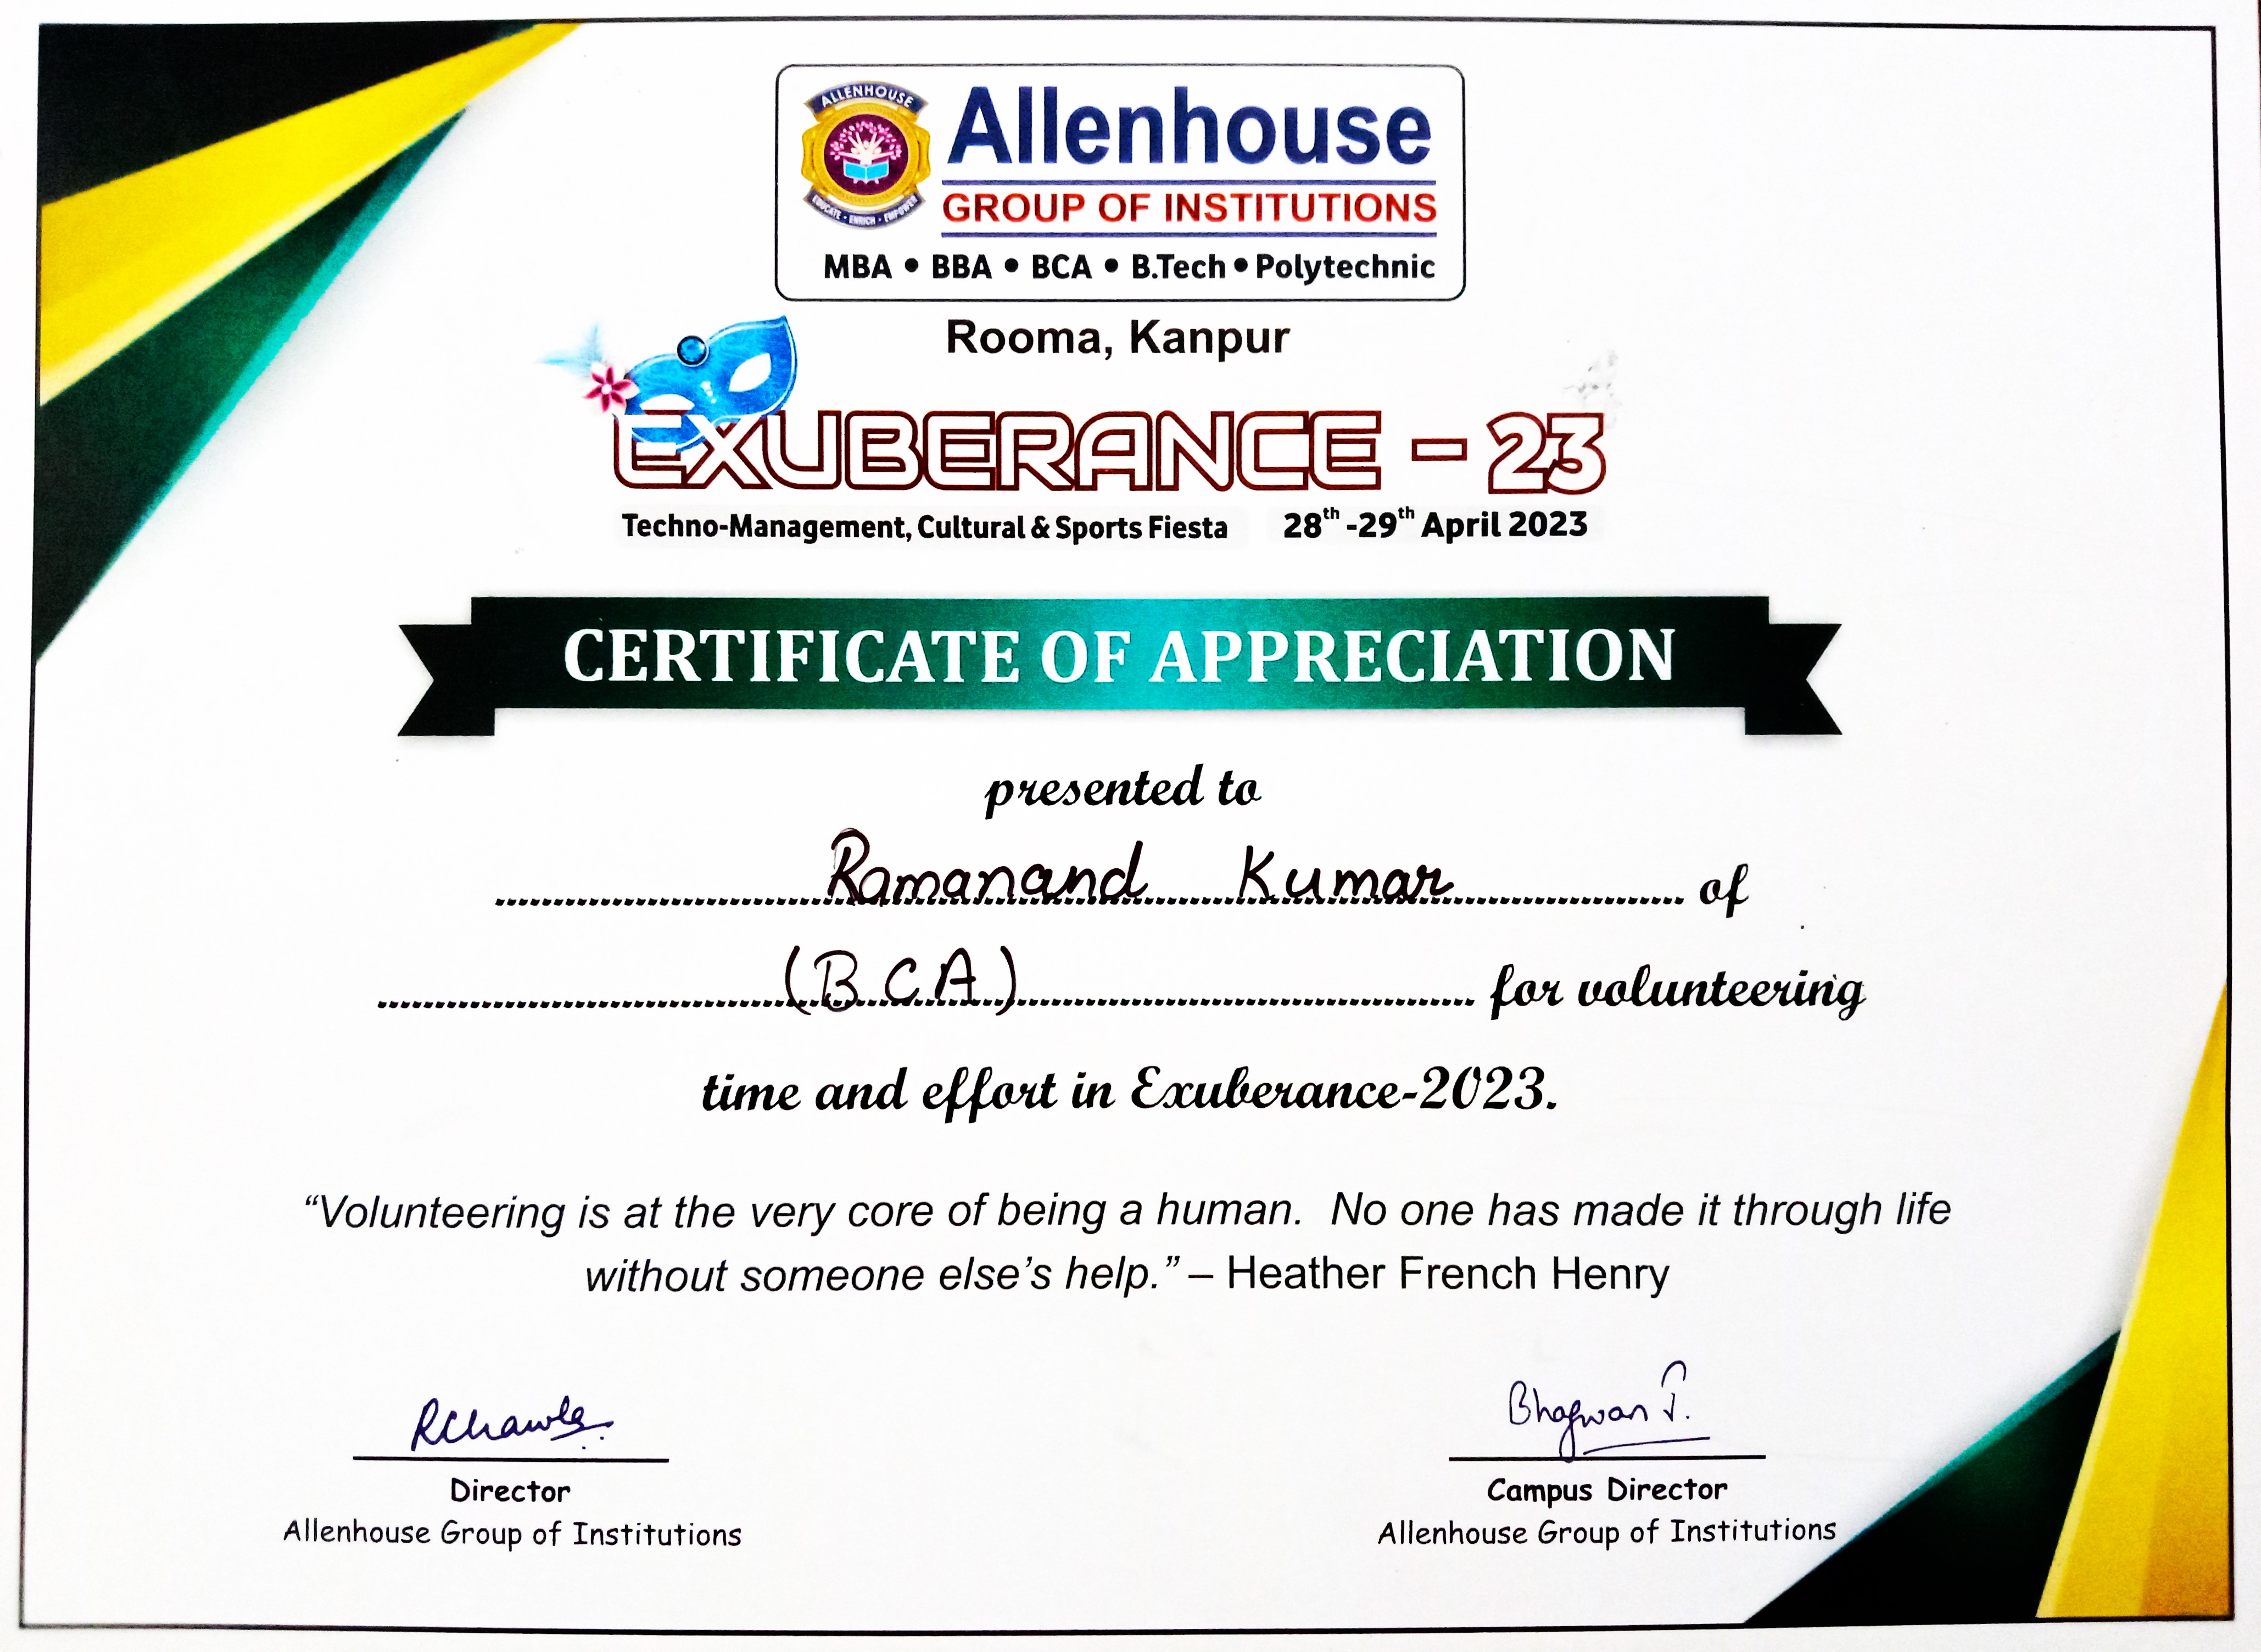 ALLENHOUSE
EDUCATE - ENRICH - EMPOWER
Allenhouse
GROUP OF INSTITUTIONS
MBA • BBA • BCA • B.Tech • Polytechnic
Rooma, Kanpur
EXUBERANCE - 23
Techno-Management, Cultural & Sports Fiesta 28th -29th April 2023
CERTIFICATE OF APPRECIATION
presented to
Ramanand Kumar of
(BCA) for volunteering
time and effort in Exuberance-2023.
“Volunteering is at the very core of being a human. No one has made it through life
without someone else’s help.” – Heather French Henry
RChawla Bhagwan J.
Director Campus Director
Allenhouse Group of Institutions Allenhouse Group of Institutions